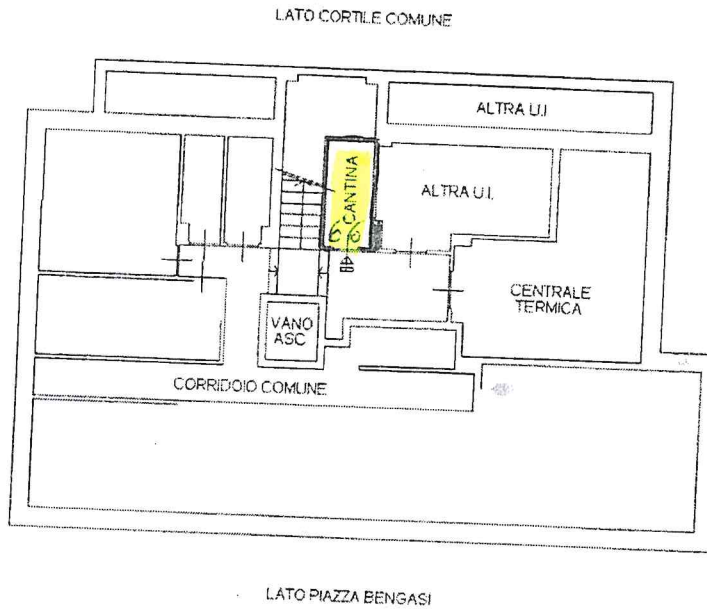 LATO CORTILE COMUNE
ALTRA U.I
CANTINA
ALTRA U.I.
CENTRALE
TERMICA
VANO
ASC
CORRIDOIO COMUNE
LATO PIAZZA BENGASI